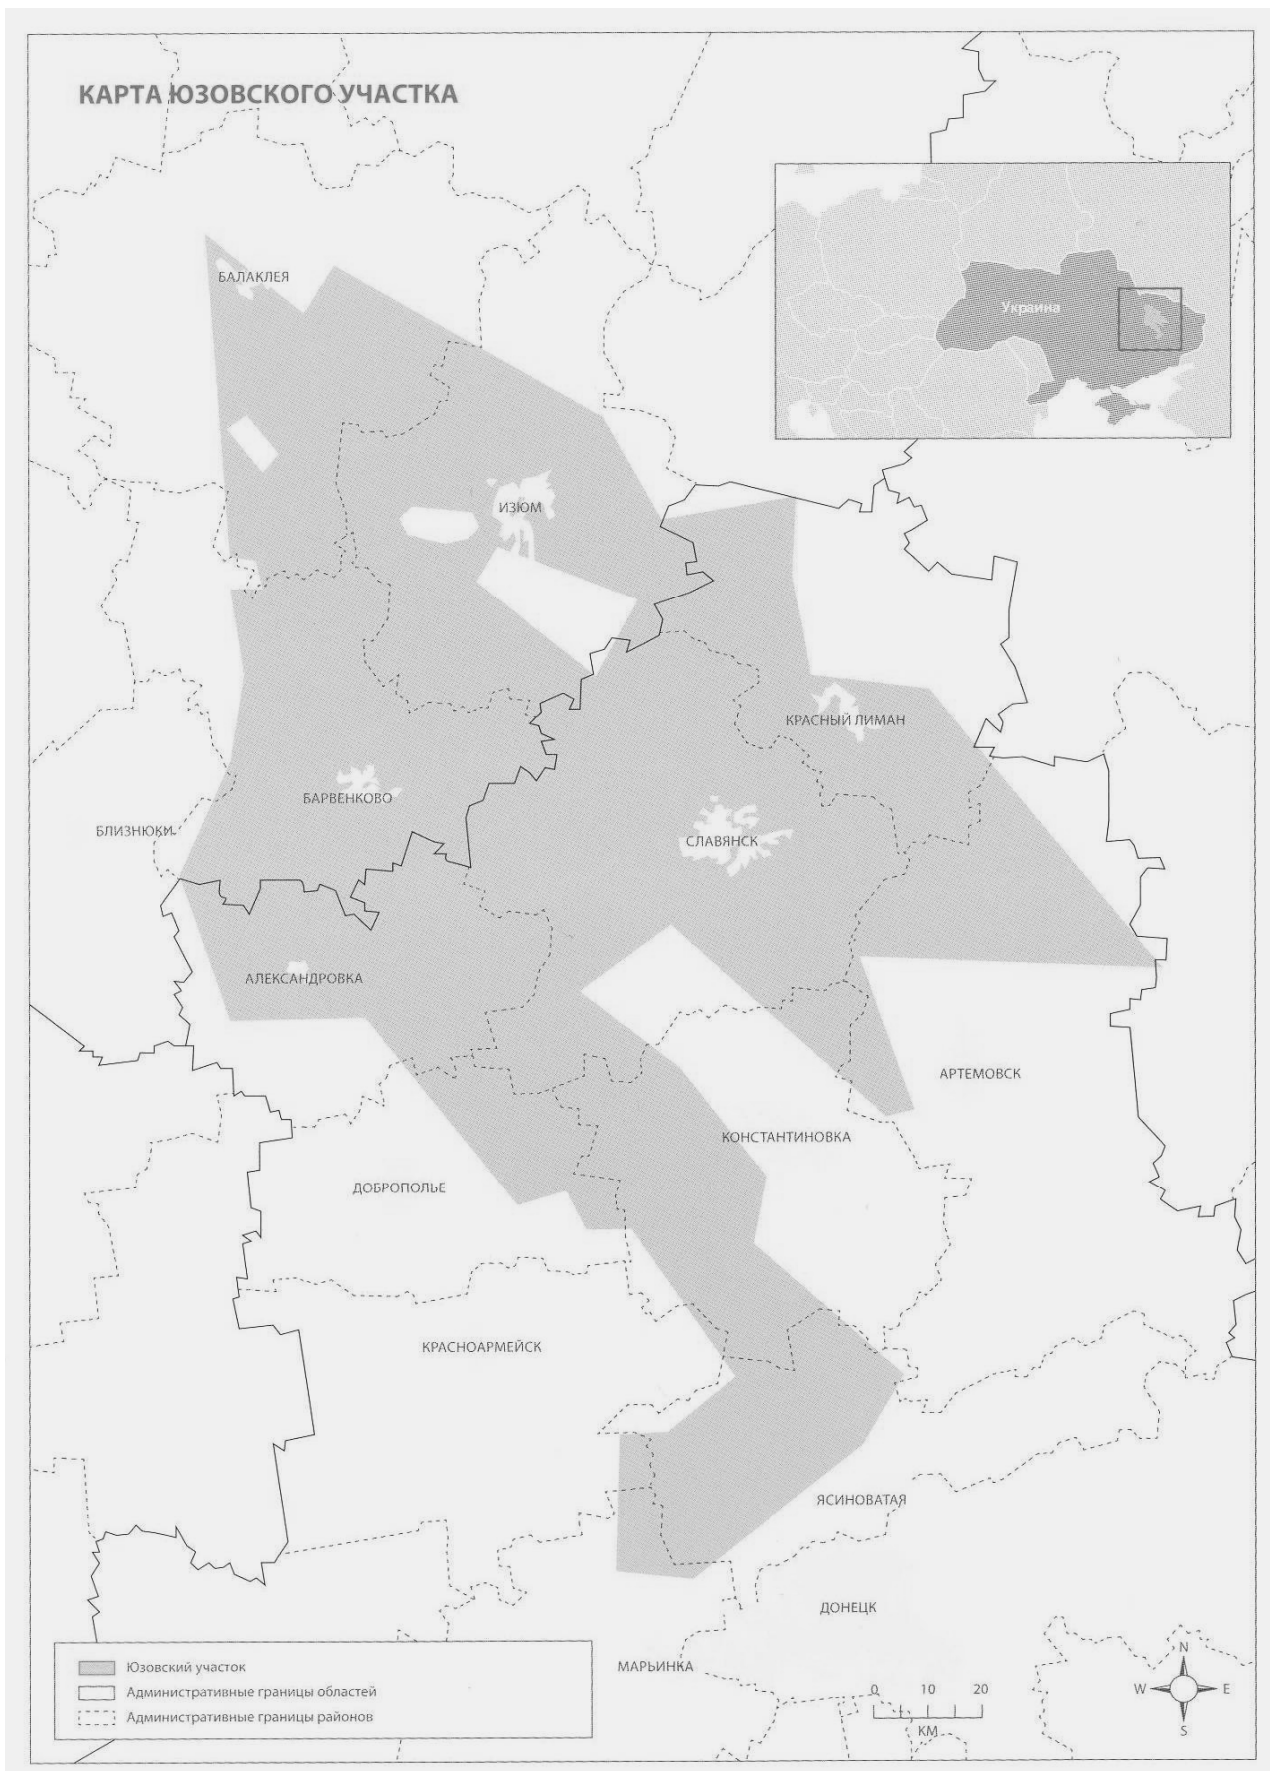 КАРТА ЮЗОВСКОГО УЧАСТКА
БАЛАКЛЕЯ
Украина
ИЗЮМ
КРАСНЫЙ ЛИМАН
БАРВЕНКОВО
БЛИЗНЮКИ
СЛАВЯНСК
АЛЕКСАНДРОВКА
АРТЕМОВСК
КОНСТАНТИНОВКА
ДОБРОПОЛЬЕ
КРАСНОАРМЕЙСК
ЯСИНОВАТАЯ
ДОНЕЦК
МАРЬИНКА
Юзовский участок
Административные границы областей
Административные границы районов
0 10 20
КМ
N
W E
S